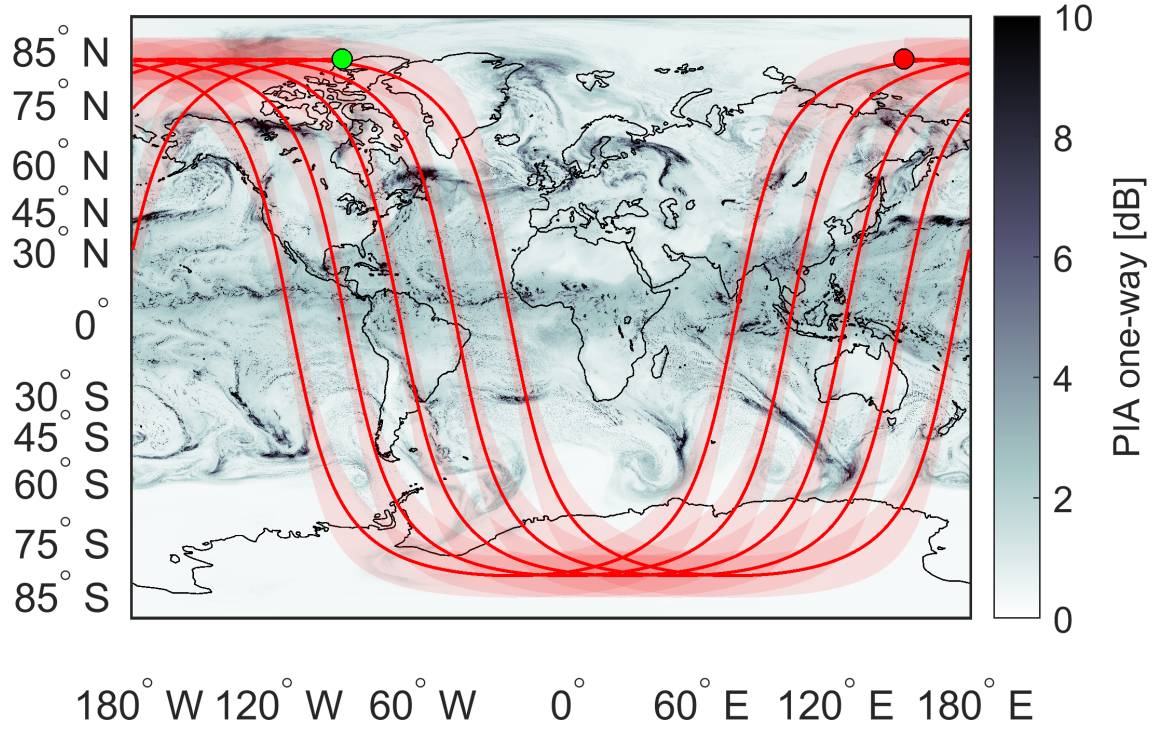 85° N
75° N
60° N
45° N
30° N
0°
30° S
45° S
60° S
75° S
85° S
180° W 120° W 60° W 0° 60° E 120° E 180° E
10
8
6
4
2
0
PIA one-way [dB]